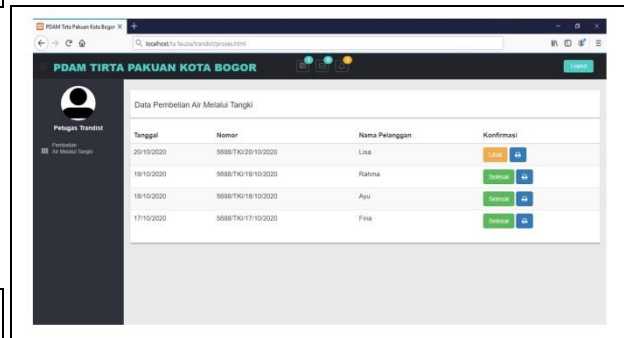 PDAM Tirta Pakuan Kota Bogor
localhost/ta fauzia/trandist/proses.html
PDAM TIRTA PAKUAN KOTA BOGOR
Logout
Petugas Trandist
Pembelian
Air Melalui Tangki
Data Pembelian Air Melalui Tangki
Tanggal Nomor Nama Pelanggan Konfirmasi
20/10/2020 5688/TKI/20/10/2020 Lisa Lihat
19/10/2020 5688/TKI/19/10/2020 Rahma Selesai
18/10/2020 5688/TKI/18/10/2020 Ayu Selesai
17/10/2020 5688/TKI/17/10/2020 Fina Selesai